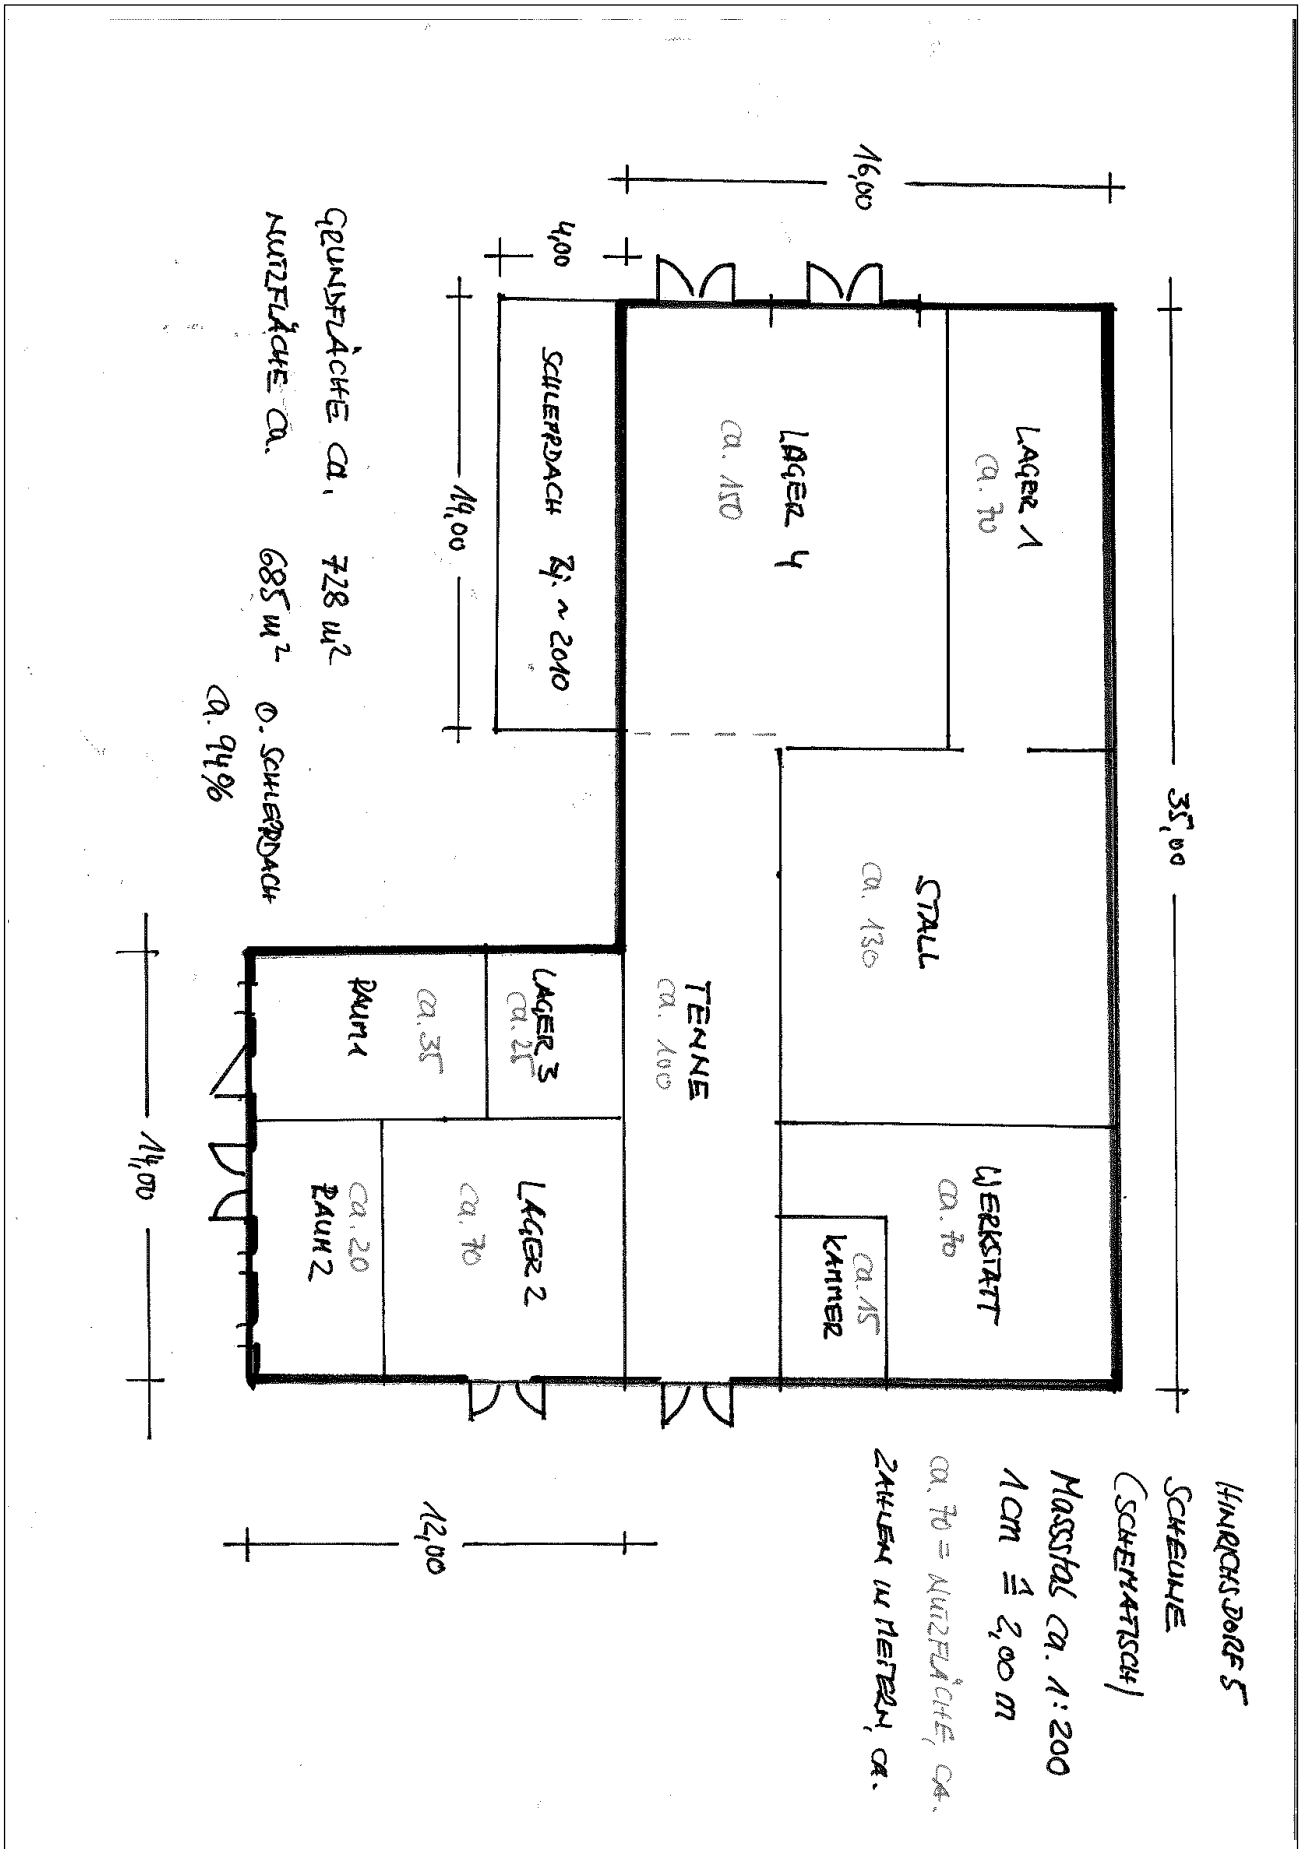 HINRICHSDORF 5
SCHEUNE
(SCHEMATISCH)
Massstab ca. 1:200
1cm ≙ 2,00 m
ca. 70 = NUTZFLÄCHE, CA.
ZAHLEN IN METERN, CA.
35,00
16,00
LAGER 1
ca. 70
LAGER 4
ca. 150
STALL
ca. 130
WERKSTATT
ca. 70
ca. 15
KAMMER
TENNE
ca. 100
4,00
SCHLEPPDACH Bj. ~ 2010
14,00
LAGER 3
ca. 25
ca. 35
RAUM 1
LAGER 2
ca. 70
ca. 20
RAUM 2
12,00
14,00
GRUNDFLÄCHE ca. 728 m²
NUTZFLÄCHE ca. 685 m² o. SCHLEPPDACH
ca. 94%